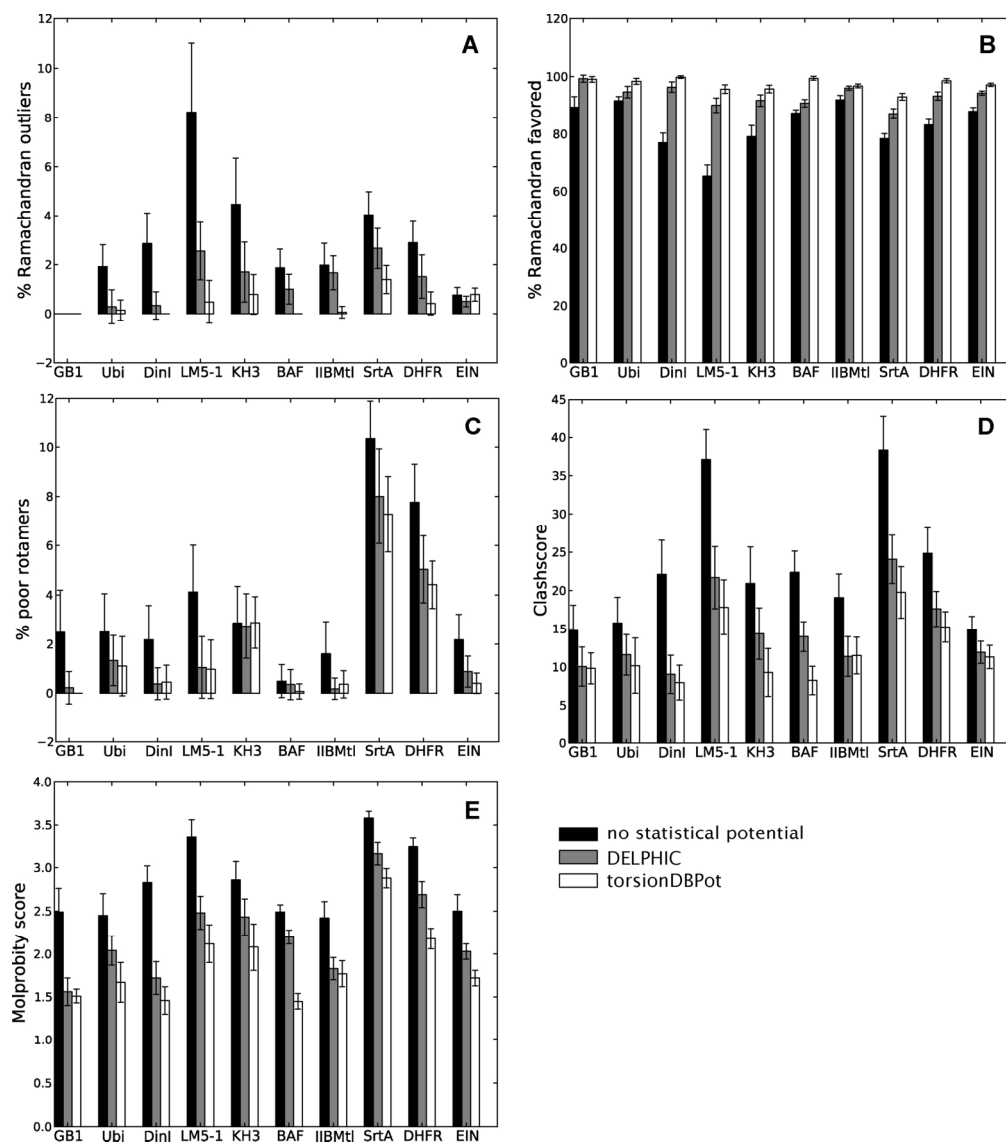 A
% Ramachandran outliers
12
10
8
6
4
2
0
−2
GB1 Ubi DinI LM5-1 KH3 BAF IIBMtl SrtA DHFR EIN
B
% Ramachandran favored
120
100
80
60
40
20
0
GB1 Ubi DinI LM5-1 KH3 BAF IIBMtl SrtA DHFR EIN
C
% poor rotamers
12
10
8
6
4
2
0
−2
GB1 Ubi DinI LM5-1 KH3 BAF IIBMtl SrtA DHFR EIN
D
Clashscore
45
40
35
30
25
20
15
10
5
0
GB1 Ubi DinI LM5-1 KH3 BAF IIBMtl SrtA DHFR EIN
E
Molprobity score
4.0
3.5
3.0
2.5
2.0
1.5
1.0
0.5
0.0
GB1 Ubi DinI LM5-1 KH3 BAF IIBMtl SrtA DHFR EIN
no statistical potential
DELPHIC
torsionDBPot